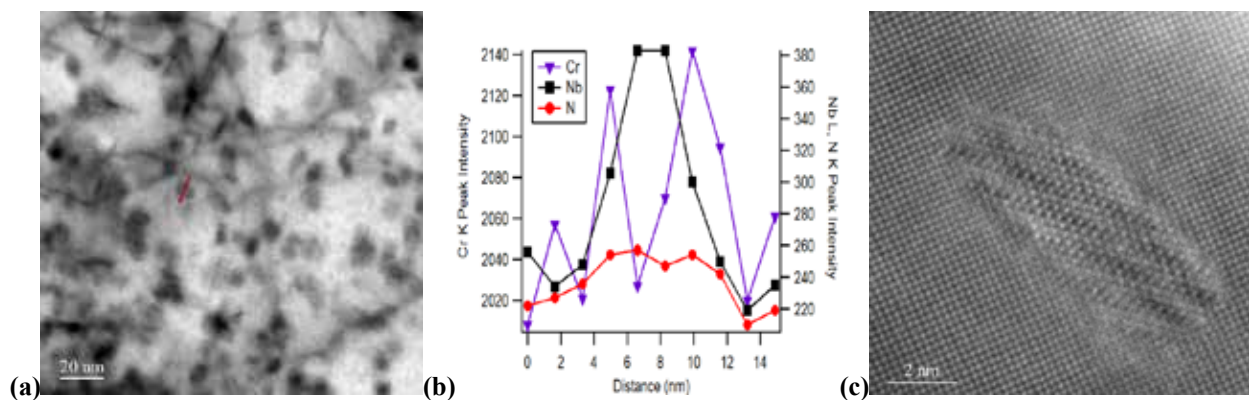 (a)
20 nm
(b)
Cr K Peak Intensity
2140
2120
2100
2080
2060
2040
2020
Cr
Nb
N
380
360
340
320
300
280
260
240
220
Nb L, N K Peak Intensity
0 2 4 6 8 10 12 14
Distance (nm)
(c)
2 nm